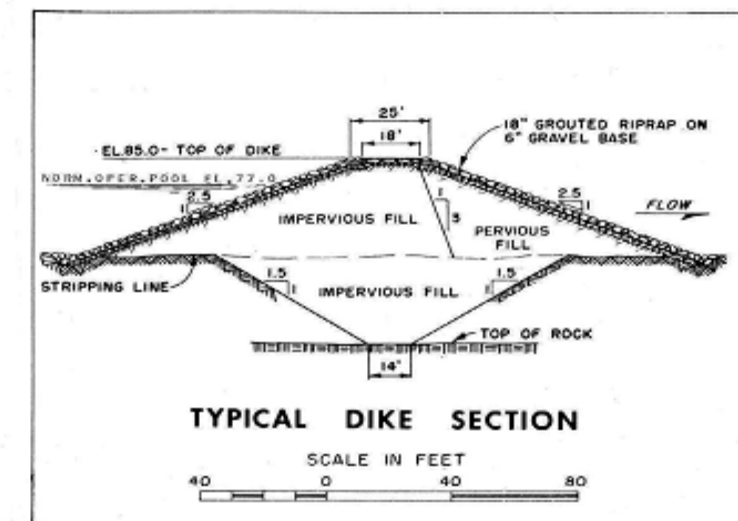 25'
18'
18" GROUTED RIPRAP ON
6" GRAVEL BASE
EL.85.0- TOP OF DIKE
NORM.OPER.POOL EL.77.0
2.5
1
1
3
2.5
1
FLOW
IMPERVIOUS FILL
PERVIOUS
FILL
STRIPPING LINE
1.5
1
IMPERVIOUS FILL
1.5
1
TOP OF ROCK
14'
TYPICAL DIKE SECTION
SCALE IN FEET
40 0 40 80